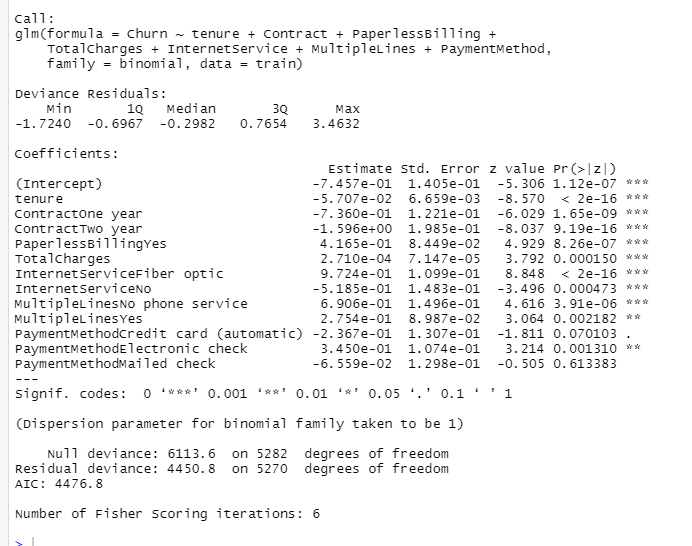 Call:
glm(formula = Churn ~ tenure + Contract + PaperlessBilling +
    TotalCharges + InternetService + MultipleLines + PaymentMethod,
    family = binomial, data = train)

Deviance Residuals:
    Min       1Q   Median       3Q      Max
-1.7240  -0.6967  -0.2982   0.7654   3.4632

Coefficients:
                                       Estimate Std. Error z value Pr(>|z|)
(Intercept)                          -7.457e-01  1.405e-01  -5.306 1.12e-07 ***
tenure                               -5.707e-02  6.659e-03  -8.570  < 2e-16 ***
ContractOne year                     -7.360e-01  1.221e-01  -6.029 1.65e-09 ***
ContractTwo year                     -1.596e+00  1.985e-01  -8.037 9.19e-16 ***
PaperlessBillingYes                   4.165e-01  8.449e-02   4.929 8.26e-07 ***
TotalCharges                          2.710e-04  7.147e-05   3.792 0.000150 ***
InternetServiceFiber optic            9.724e-01  1.099e-01   8.848  < 2e-16 ***
InternetServiceNo                    -5.185e-01  1.483e-01  -3.496 0.000473 ***
MultipleLinesNo phone service         6.906e-01  1.496e-01   4.616 3.91e-06 ***
MultipleLinesYes                      2.754e-01  8.987e-02   3.064 0.002182 **
PaymentMethodCredit card (automatic) -2.367e-01  1.307e-01  -1.811 0.070103 .
PaymentMethodElectronic check         3.450e-01  1.074e-01   3.214 0.001310 **
PaymentMethodMailed check            -6.559e-02  1.298e-01  -0.505 0.613383
---
Signif. codes:  0 ‘***’ 0.001 ‘**’ 0.01 ‘*’ 0.05 ‘.’ 0.1 ‘ ’ 1

(Dispersion parameter for binomial family taken to be 1)

    Null deviance: 6113.6  on 5282  degrees of freedom
Residual deviance: 4450.8  on 5270  degrees of freedom
AIC: 4476.8

Number of Fisher Scoring iterations: 6

>